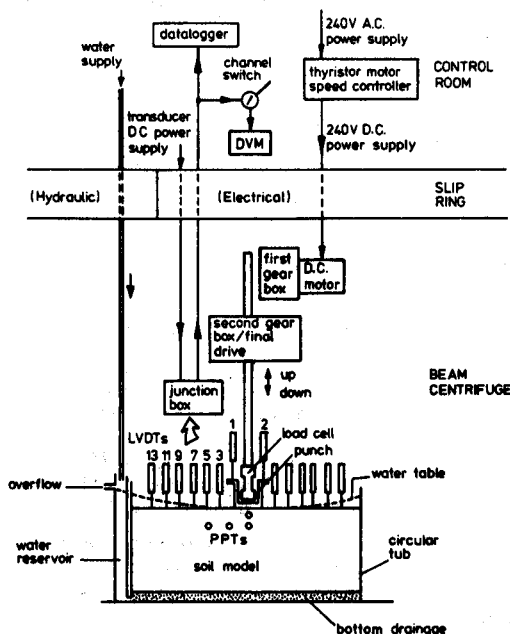 240V A.C.
power supply
water
supply
datalogger
channel
switch
thyristor motor
speed controller
CONTROL
ROOM
transducer
DC power
supply
DVM
240V D.C.
power supply
(Hydraulic)
(Electrical)
SLIP
RING
first
gear
box
D.C.
motor
second gear
box/final
drive
up
down
BEAM
CENTRIFUGE
junction
box
LVDTs
1
2
13 11 9 7 5 3
load cell
punch
overflow
water table
PPTs
water
reservoir
soil model
circular
tub
bottom drainage